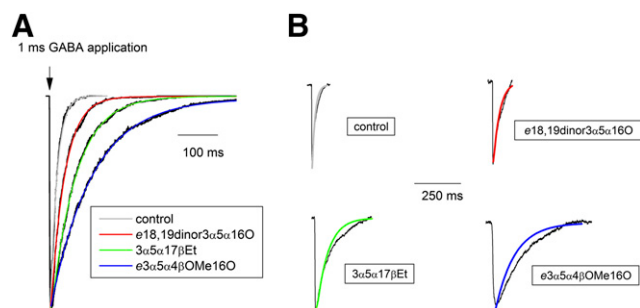 A
1 ms GABA application
100 ms
control
e18,19dinor3α5α16O
3α5α17βEt
e3α5α4βOMe16O
B
control
e18,19dinor3α5α16O
250 ms
3α5α17βEt
e3α5α4βOMe16O